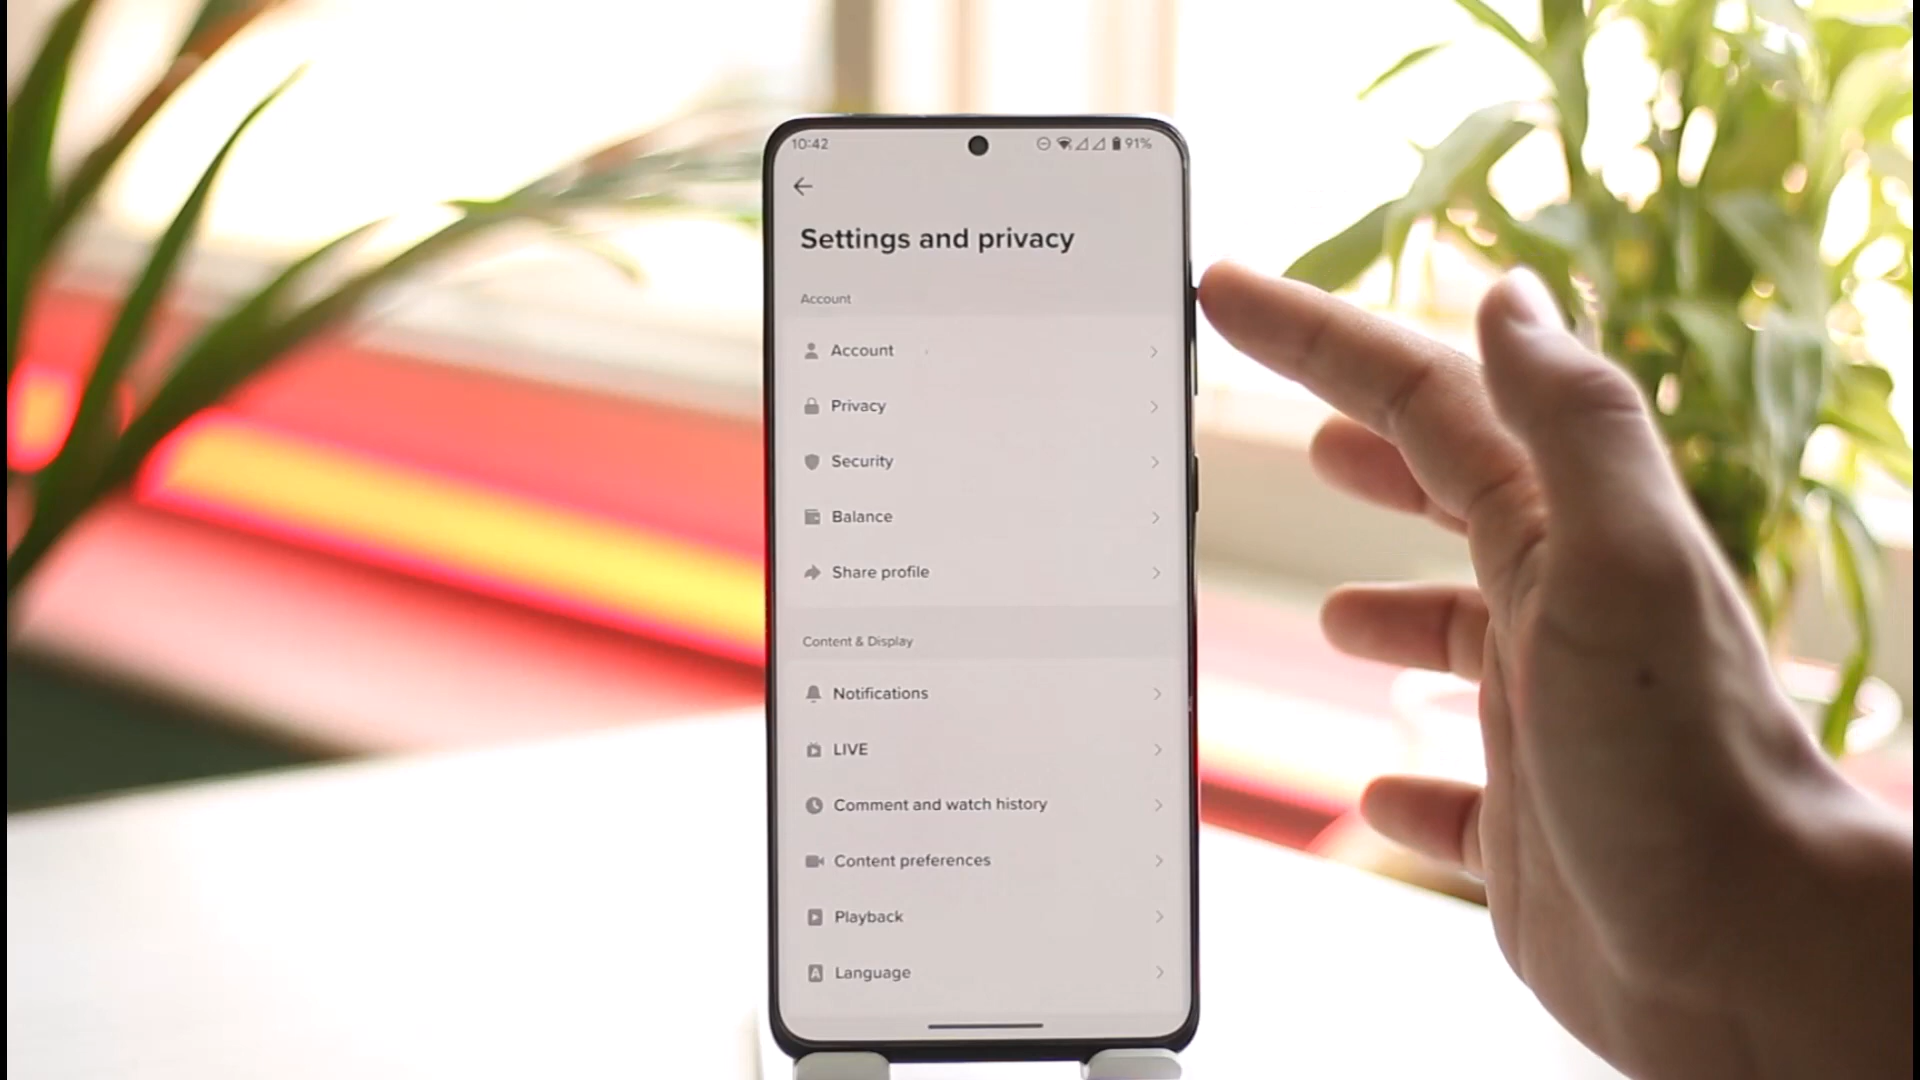 10:42
91%
Settings and privacy
Account
Account
Privacy
Security
Balance
Share profile
Content & Display
Notifications
LIVE
Comment and watch history
Content preferences
Playback
A Language